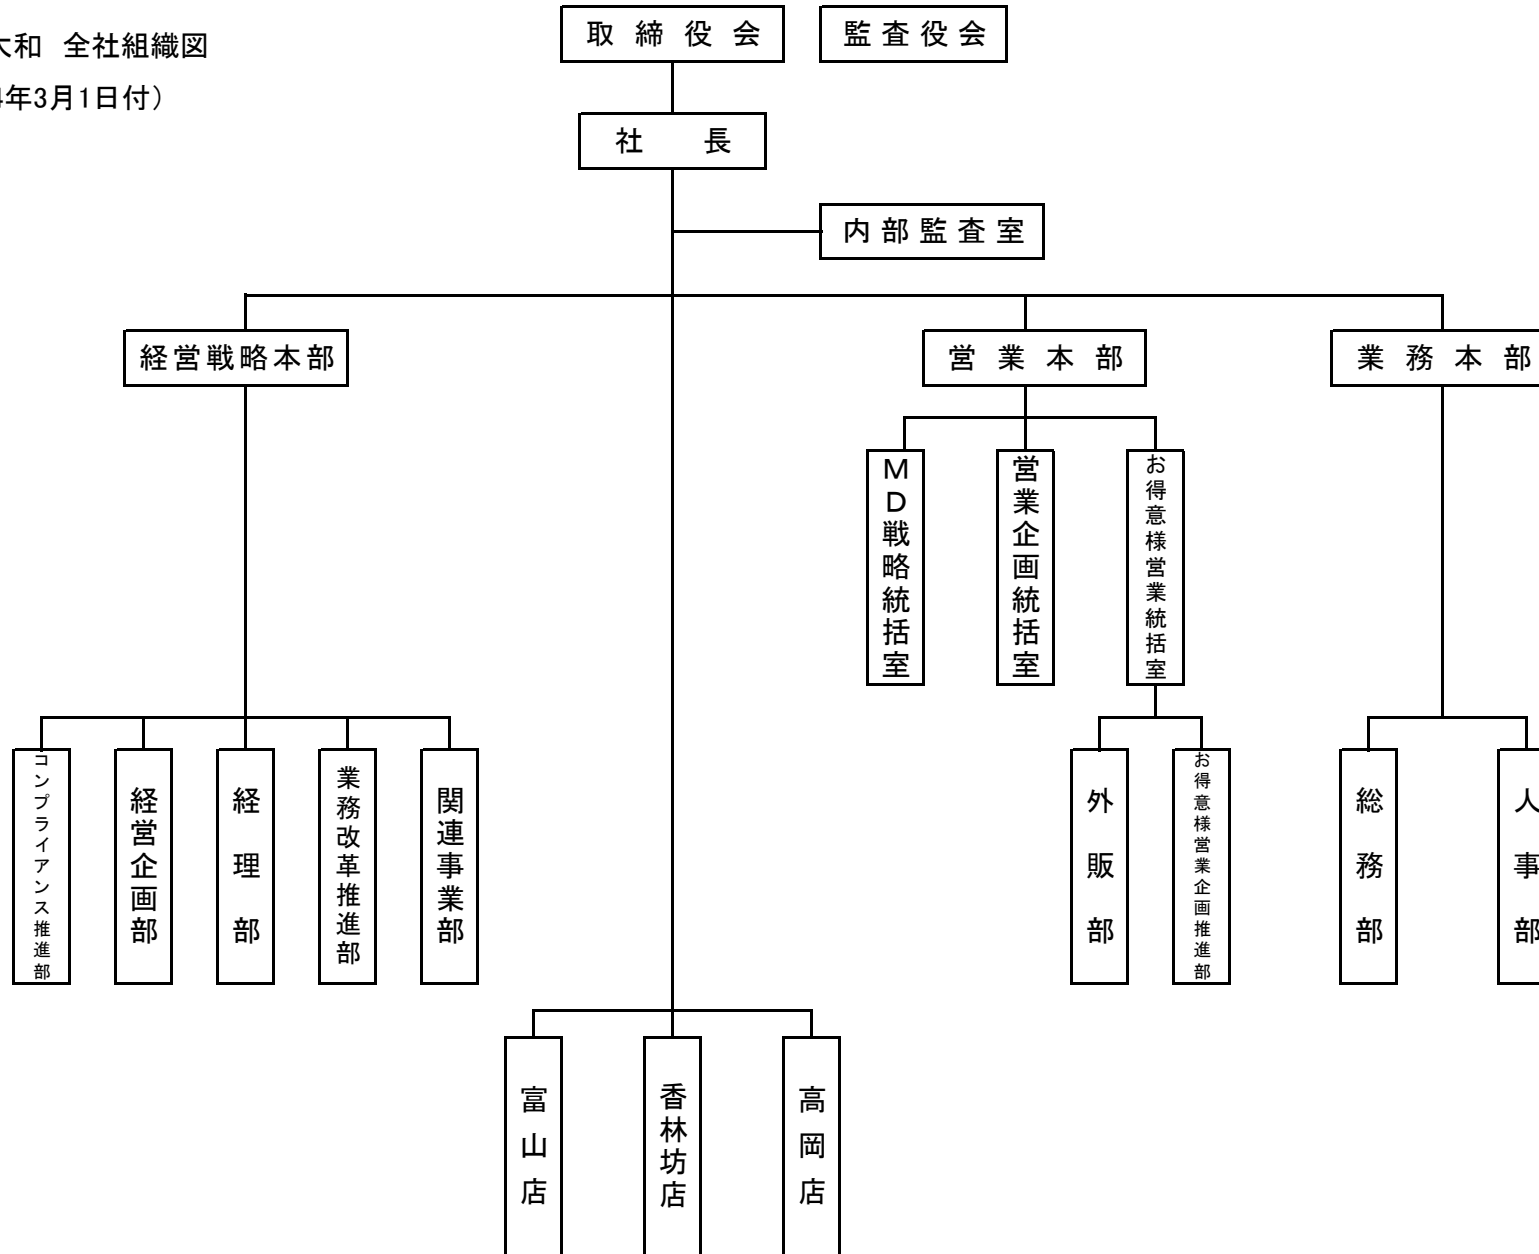 大和 全社組織図
年3月1日付）
取締役会
監査役会
社長
内部監査室
経営戦略本部
営業本部
業務本部
MD戦略統括室
営業企画統括室
お得意様営業統括室
コンプライアンス推進部
経営企画部
経理部
業務改革推進部
関連事業部
外販部
お得意様営業企画推進部
総務部
人事部
富山店
香林坊店
高岡店